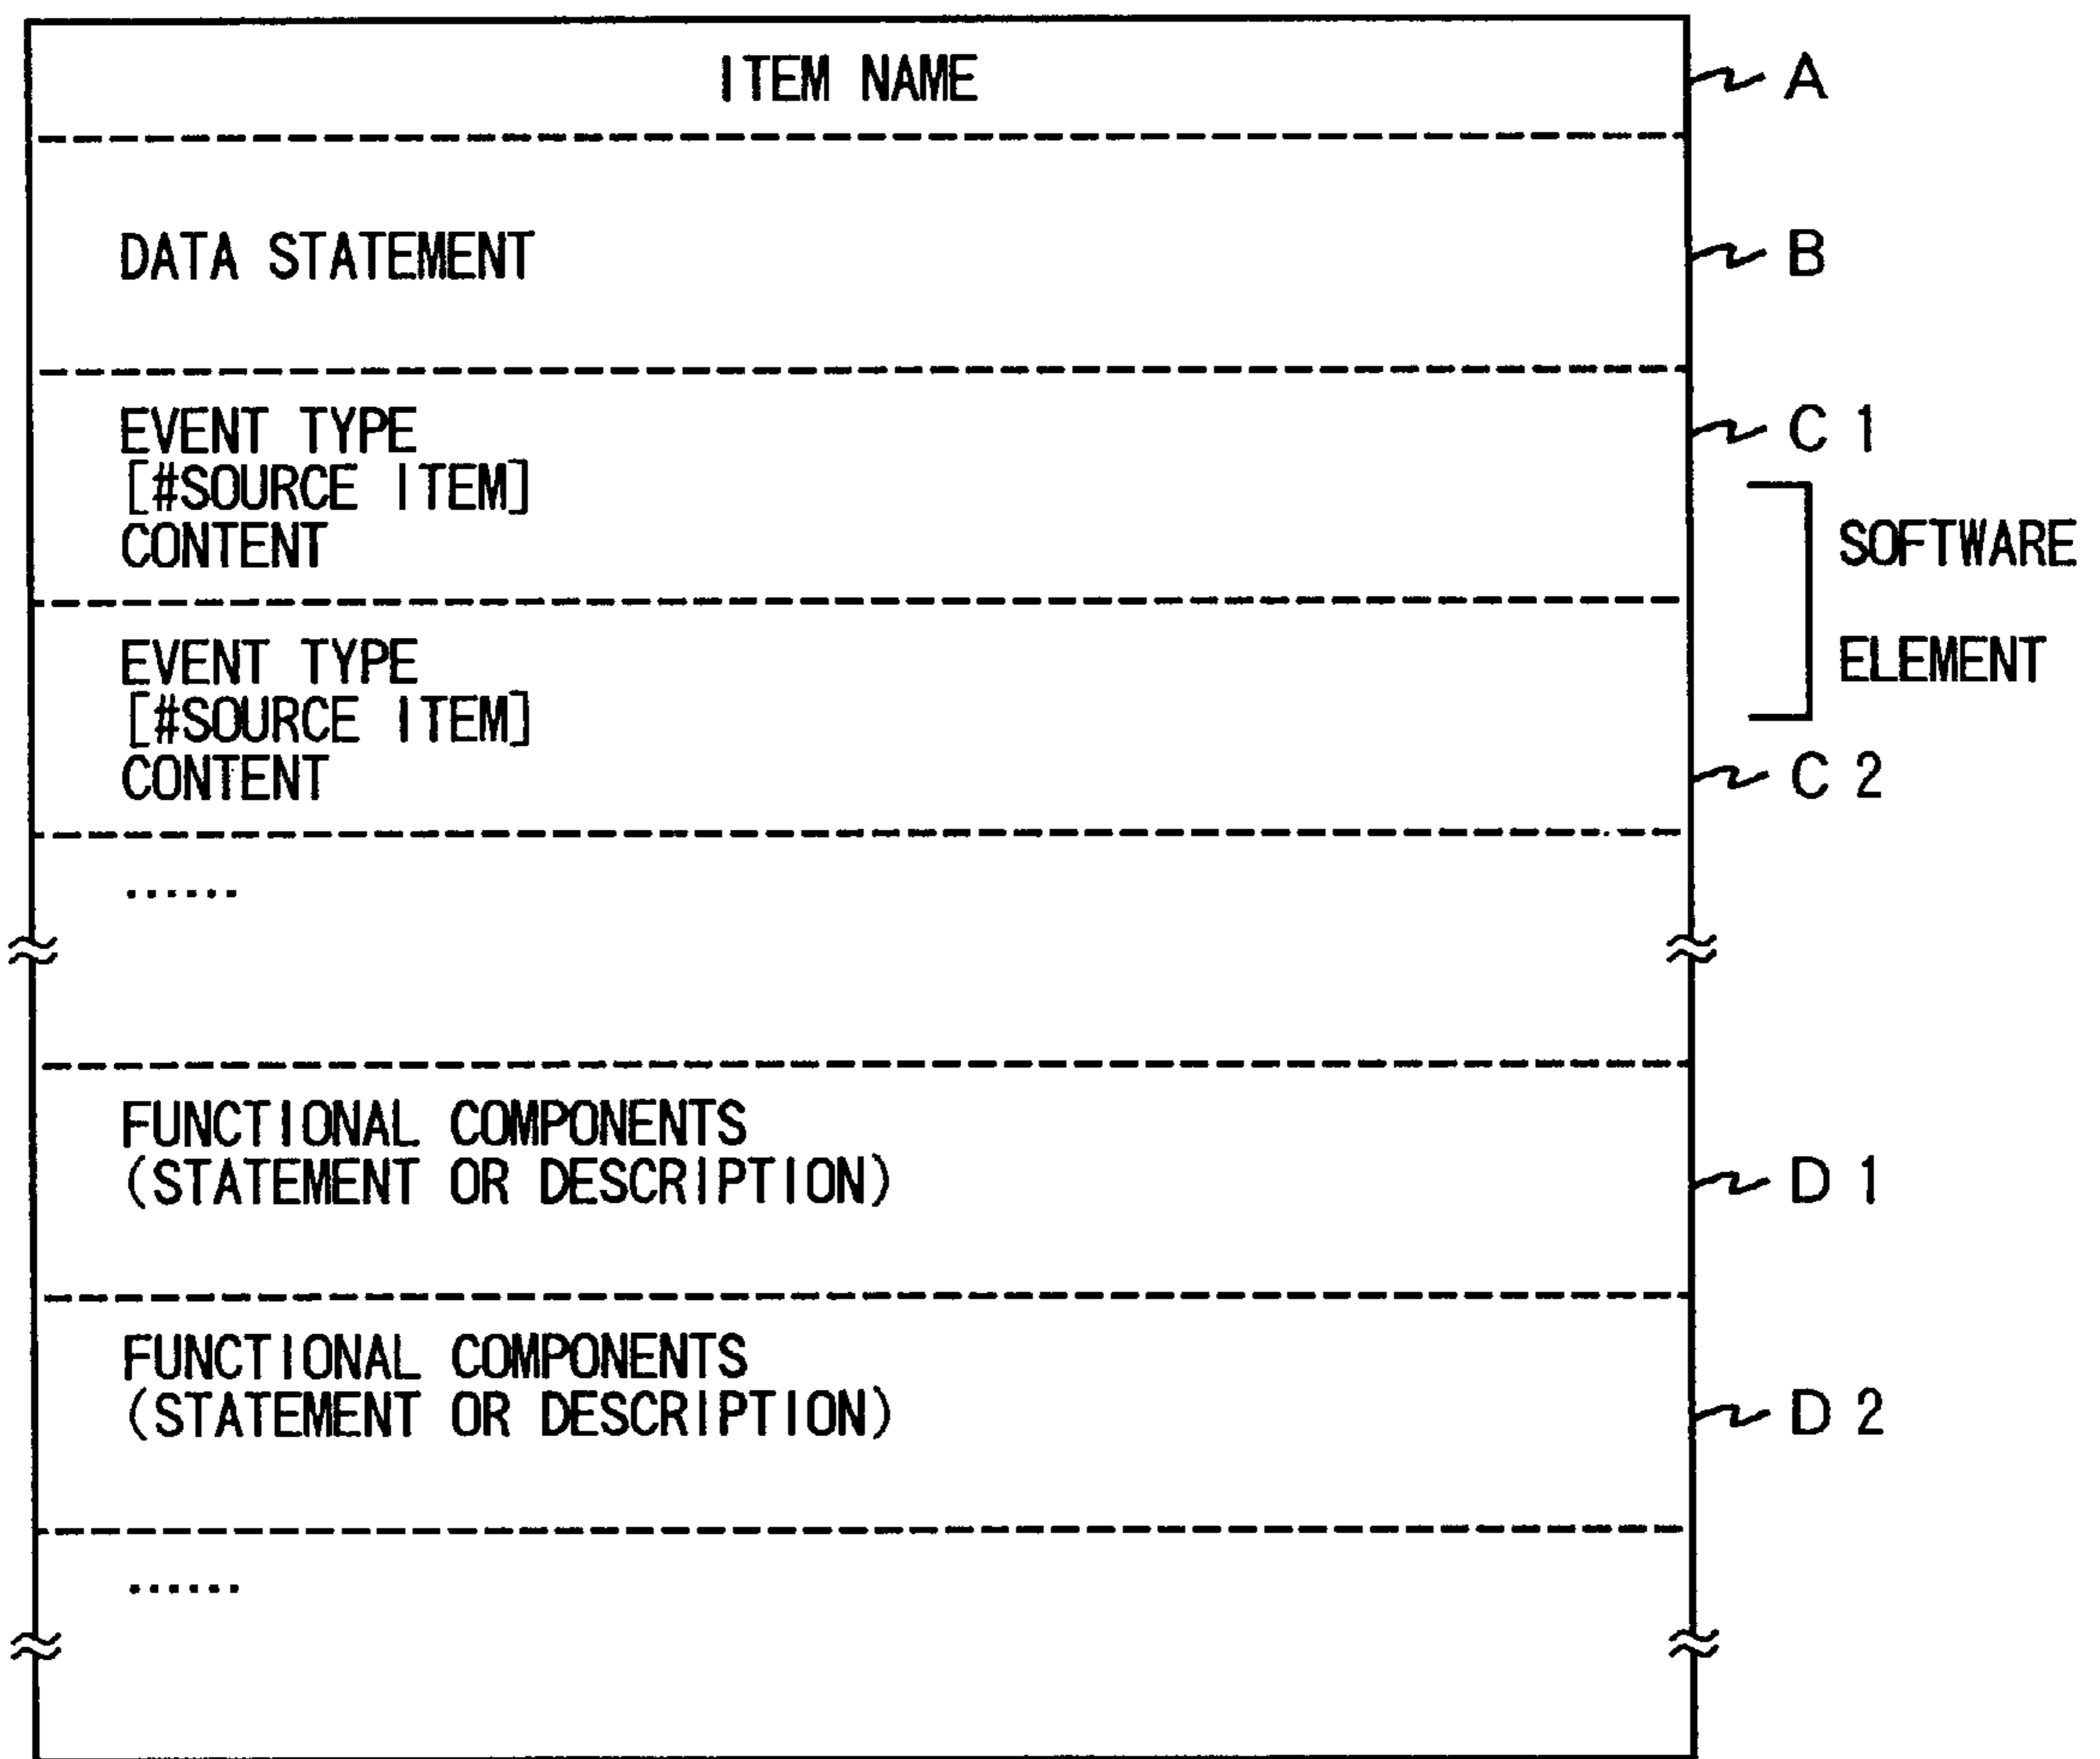 ITEM NAME
A
DATA STATEMENT
B
EVENT TYPE
C 1
[#SOURCE ITEM]
CONTENT
SOFTWARE
EVENT TYPE
ELEMENT
[#SOURCE ITEM]
CONTENT
C 2
......
FUNCTIONAL COMPONENTS
(STATEMENT OR DESCRIPTION)
D 1
FUNCTIONAL COMPONENTS
(STATEMENT OR DESCRIPTION)
D 2
......